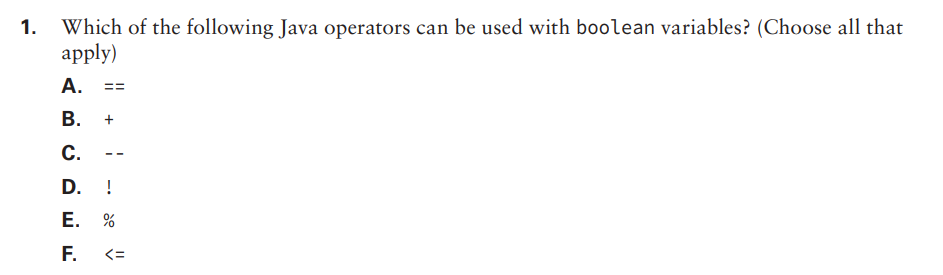 1. Which of the following Java operators can be used with boolean variables? (Choose all that
apply)
A. ==
B. +
C. --
D. !
E. %
F. <=